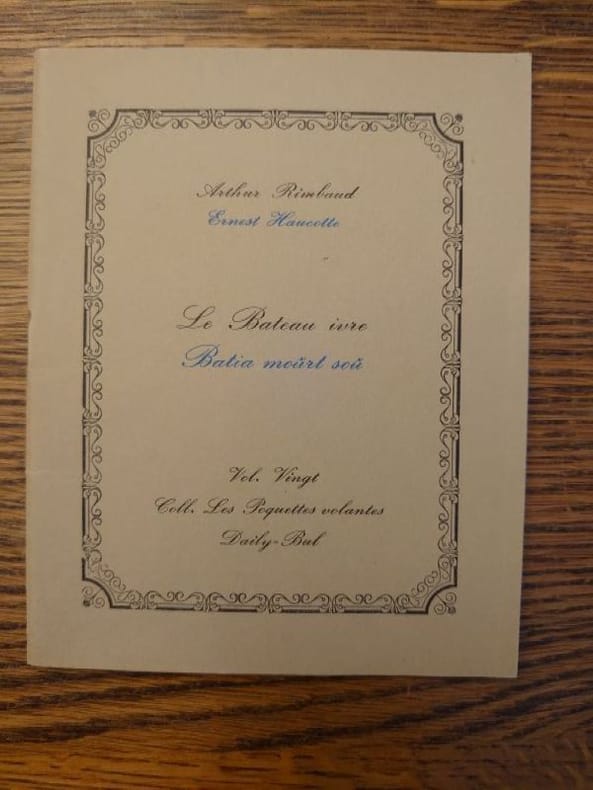 Arthur Rimbaud
Ernest Haucotte
Le Bateau ivre
Batia moûrt soû
Vol. Vingt
Coll. Les Poquettes volantes
Daily-Bul